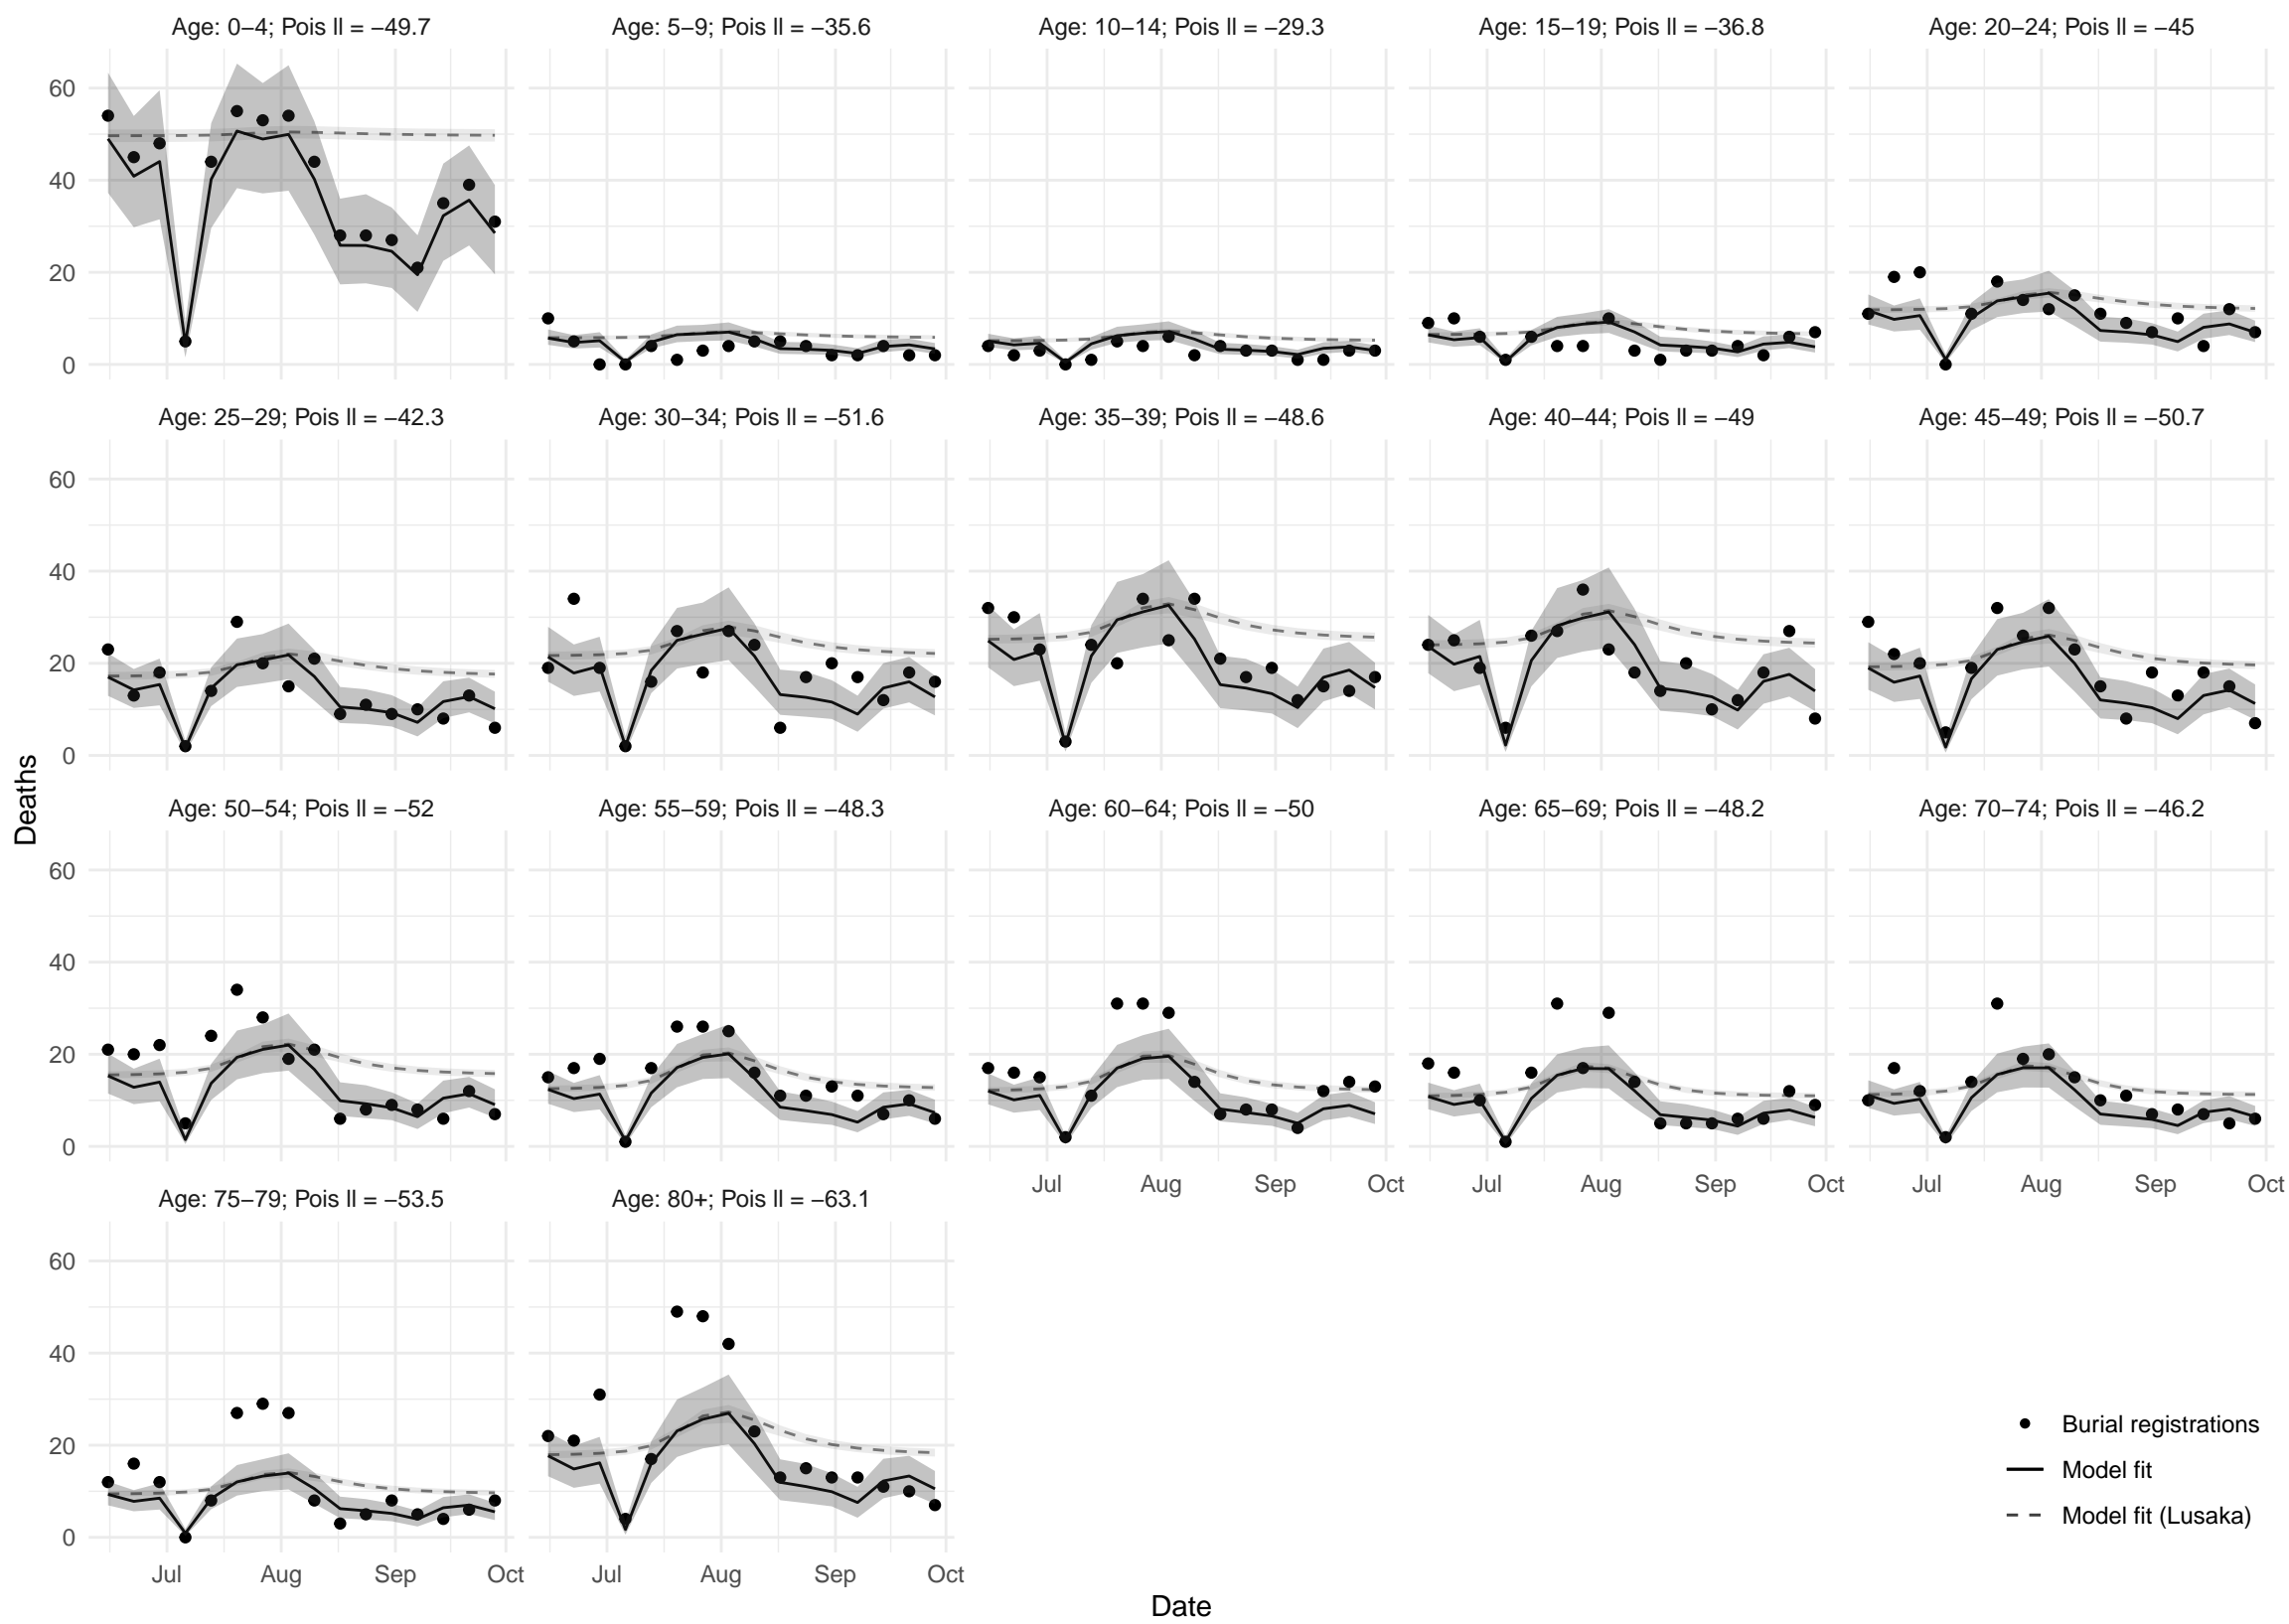 Age: 0−4; Pois ll = −49.7
Age: 5−9; Pois ll = −35.6
Age: 10−14; Pois ll = −29.3
Age: 15−19; Pois ll = −36.8
Age: 20−24; Pois ll = −45
60
40
20
0
Age: 25−29; Pois ll = −42.3
Age: 30−34; Pois ll = −51.6
Age: 35−39; Pois ll = −48.6
Age: 40−44; Pois ll = −49
Age: 45−49; Pois ll = −50.7
60
40
20
0
Deaths
Age: 50−54; Pois ll = −52
Age: 55−59; Pois ll = −48.3
Age: 60−64; Pois ll = −50
Age: 65−69; Pois ll = −48.2
Age: 70−74; Pois ll = −46.2
60
40
20
0
Jul Aug Sep Oct
Jul Aug Sep Oct
Jul Aug Sep Oct
Age: 75−79; Pois ll = −53.5
Age: 80+; Pois ll = −63.1
60
40
20
0
Jul Aug Sep Oct
Jul Aug Sep Oct
Burial registrations
Model fit
Model fit (Lusaka)
Date